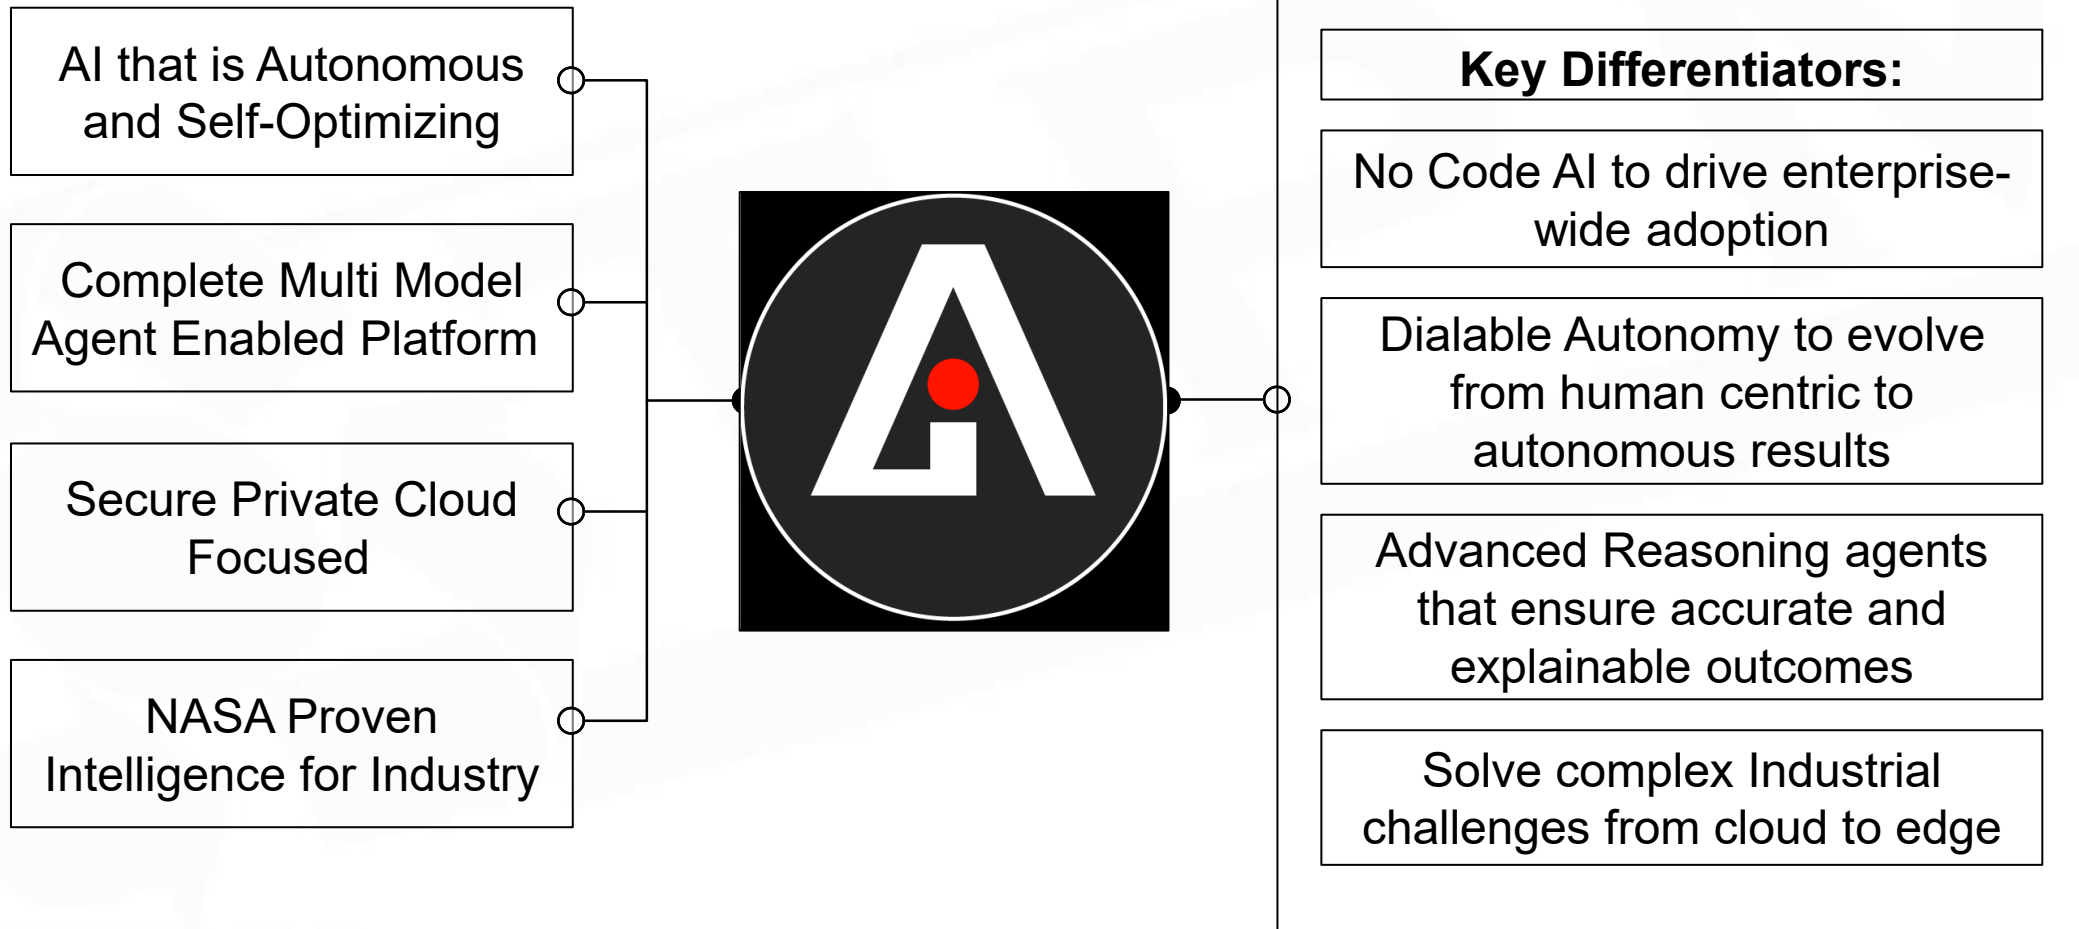 AI that is Autonomous
and Self-Optimizing
Complete Multi Model
Agent Enabled Platform
Secure Private Cloud
Focused
NASA Proven
Intelligence for Industry
Key Differentiators:
No Code AI to drive enterprise-
wide adoption
Dialable Autonomy to evolve
from human centric to
autonomous results
Advanced Reasoning agents
that ensure accurate and
explainable outcomes
Solve complex Industrial
challenges from cloud to edge